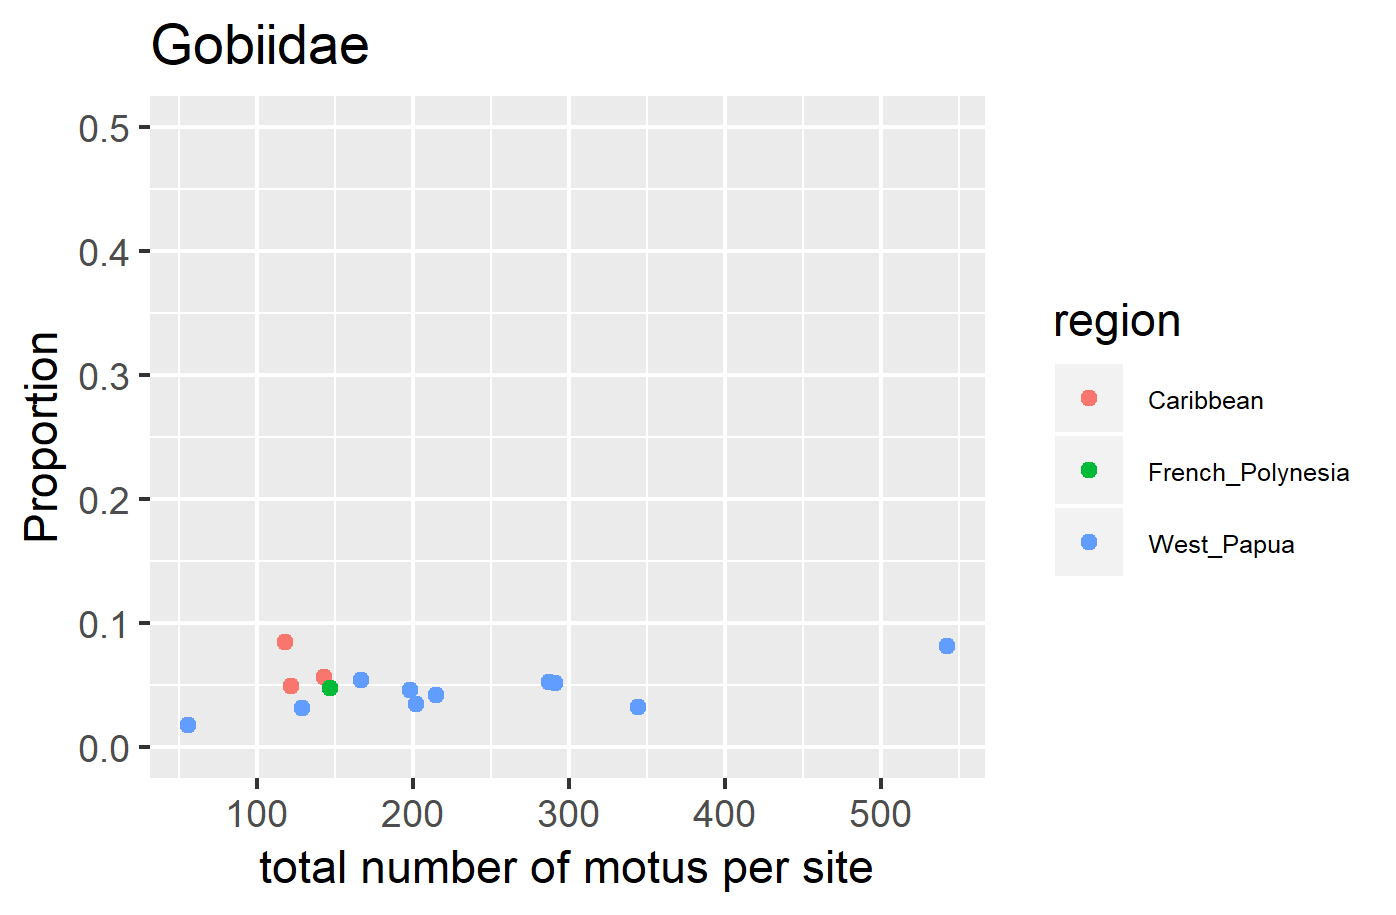 Gobiidae
0.5
0.4
0.3
0.2
0.1
0.0
Proportion
100 200 300 400 500
total number of motus per site
region
Caribbean
French_Polynesia
West_Papua